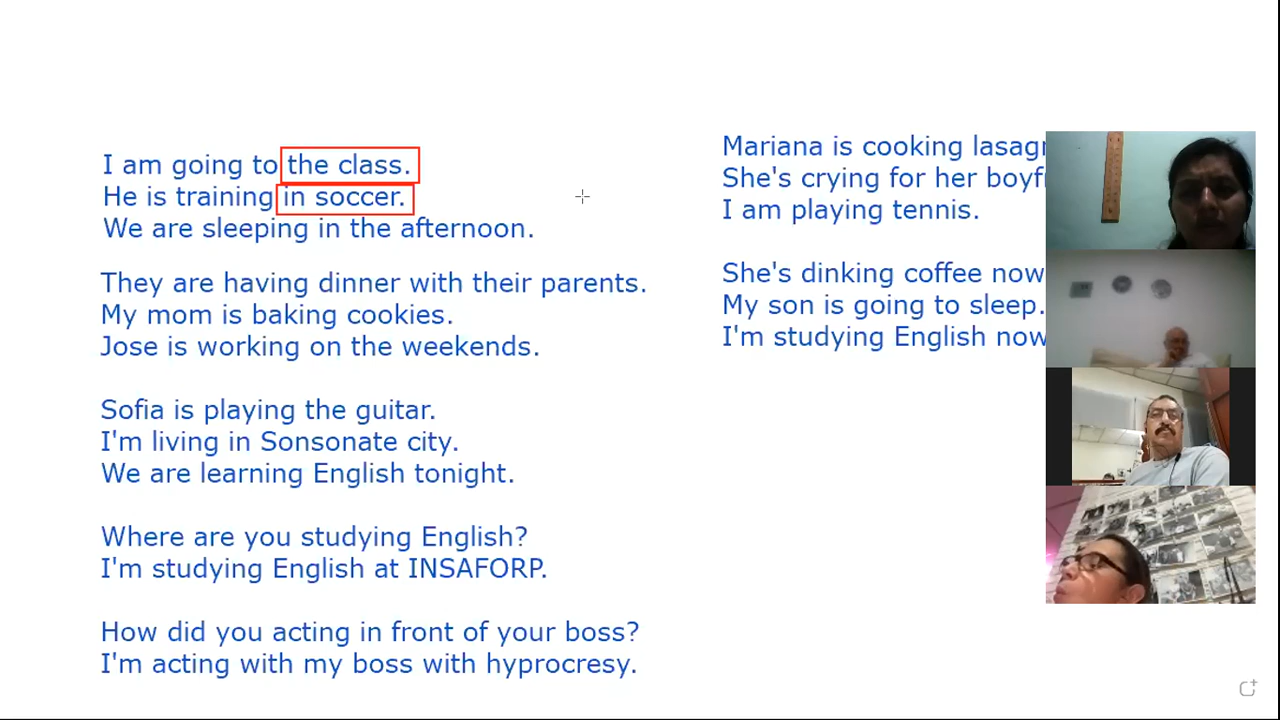 I am going to the class.
He is training in soccer.
We are sleeping in the afternoon.
They are having dinner with their parents.
My mom is baking cookies.
Jose is working on the weekends.
Sofia is playing the guitar.
I'm living in Sonsonate city.
We are learning English tonight.
Where are you studying English?
I'm studying English at INSAFORP.
How did you acting in front of your boss?
I'm acting with my boss with hyprocresy.
Mariana is cooking
She's crying for her
I am playing tennis.
She's dinking coffee now
My son is going to sleep.
I'm studying English now